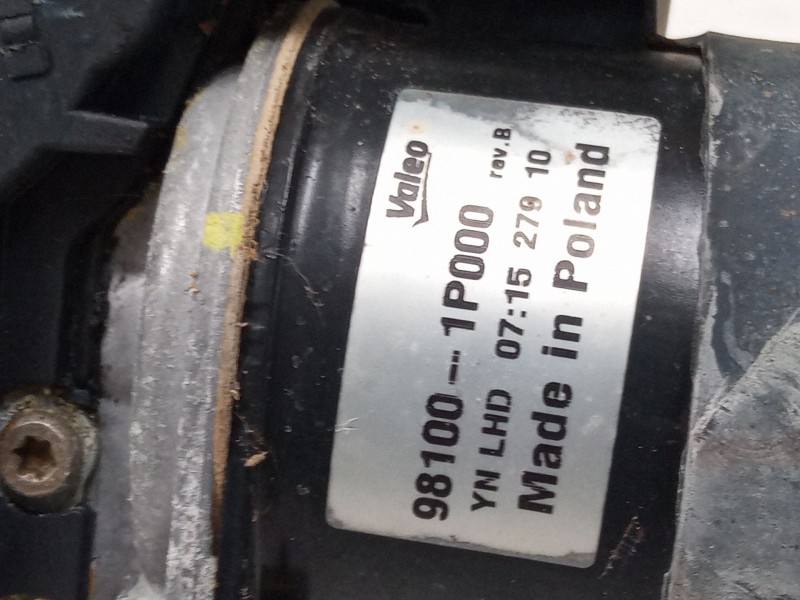 Valeo
98100-1P000 rev.B
YN LHD 07:15 279 10
Made in Poland